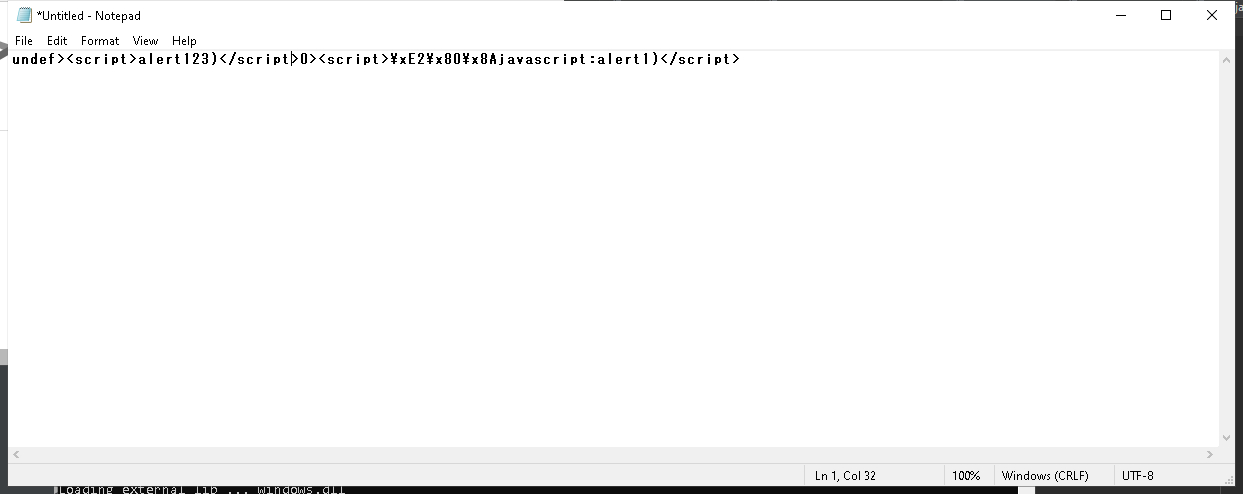 *Untitled - Notepad
File Edit Format View Help
undef><script>alert123)</script>0><script>¥xE2¥x80¥x8Ajavascript:alert1)</script>
Ln 1, Col 32 100% Windows (CRLF) UTF-8
Loading external lib ... windows.dll